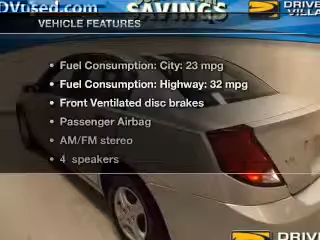 DVused.com
SAVINGS
DRIVE
VILLA
VEHICLE FEATURES
• Fuel Consumption: City: 23 mpg
• Fuel Consumption: Highway: 32 mpg
• Front Ventilated disc brakes
• Passenger Airbag
• AM/FM stereo
• 4 speakers
DRIVE